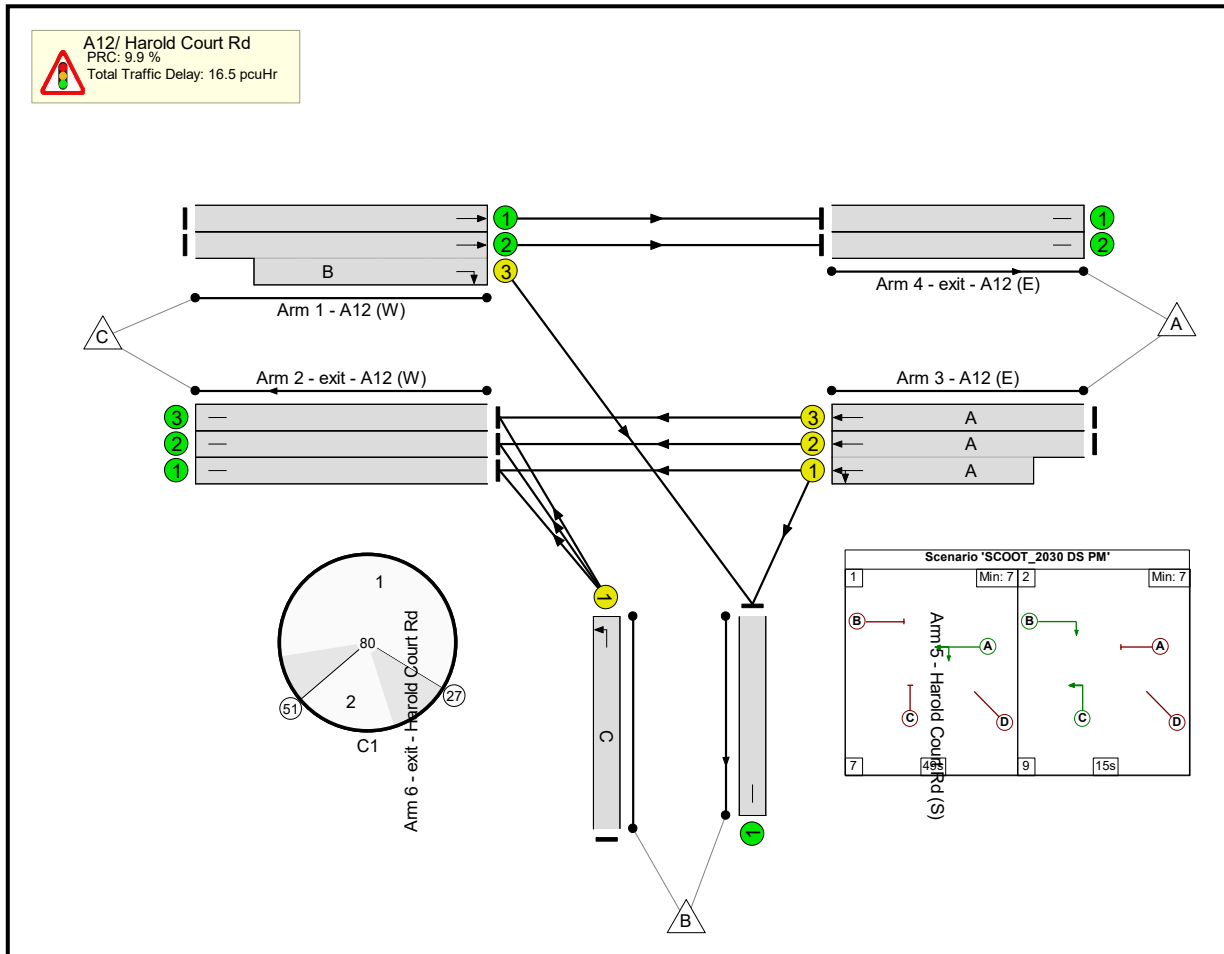 A12/ Harold Court Rd
PRC: 9.9 %
Total Traffic Delay: 16.5 pcuHr
1
1
2
2
B
3
Arm 1 - A12 (W)
Arm 4 - exit - A12 (E)
C
A
Arm 2 - exit - A12 (W)
Arm 3 - A12 (E)
3
3
A
2
2
A
1
1
A
1
80
2
51
27
C1
Arm 6 - exit - Harold Court Rd
1
C
1
B
Scenario 'SCOOT_2030 DS PM'
1
Min: 7
2
Min: 7
B
A
C
D
B
A
C
D
7
49s
9
15s
Arm 5 - Harold Court Rd (S)